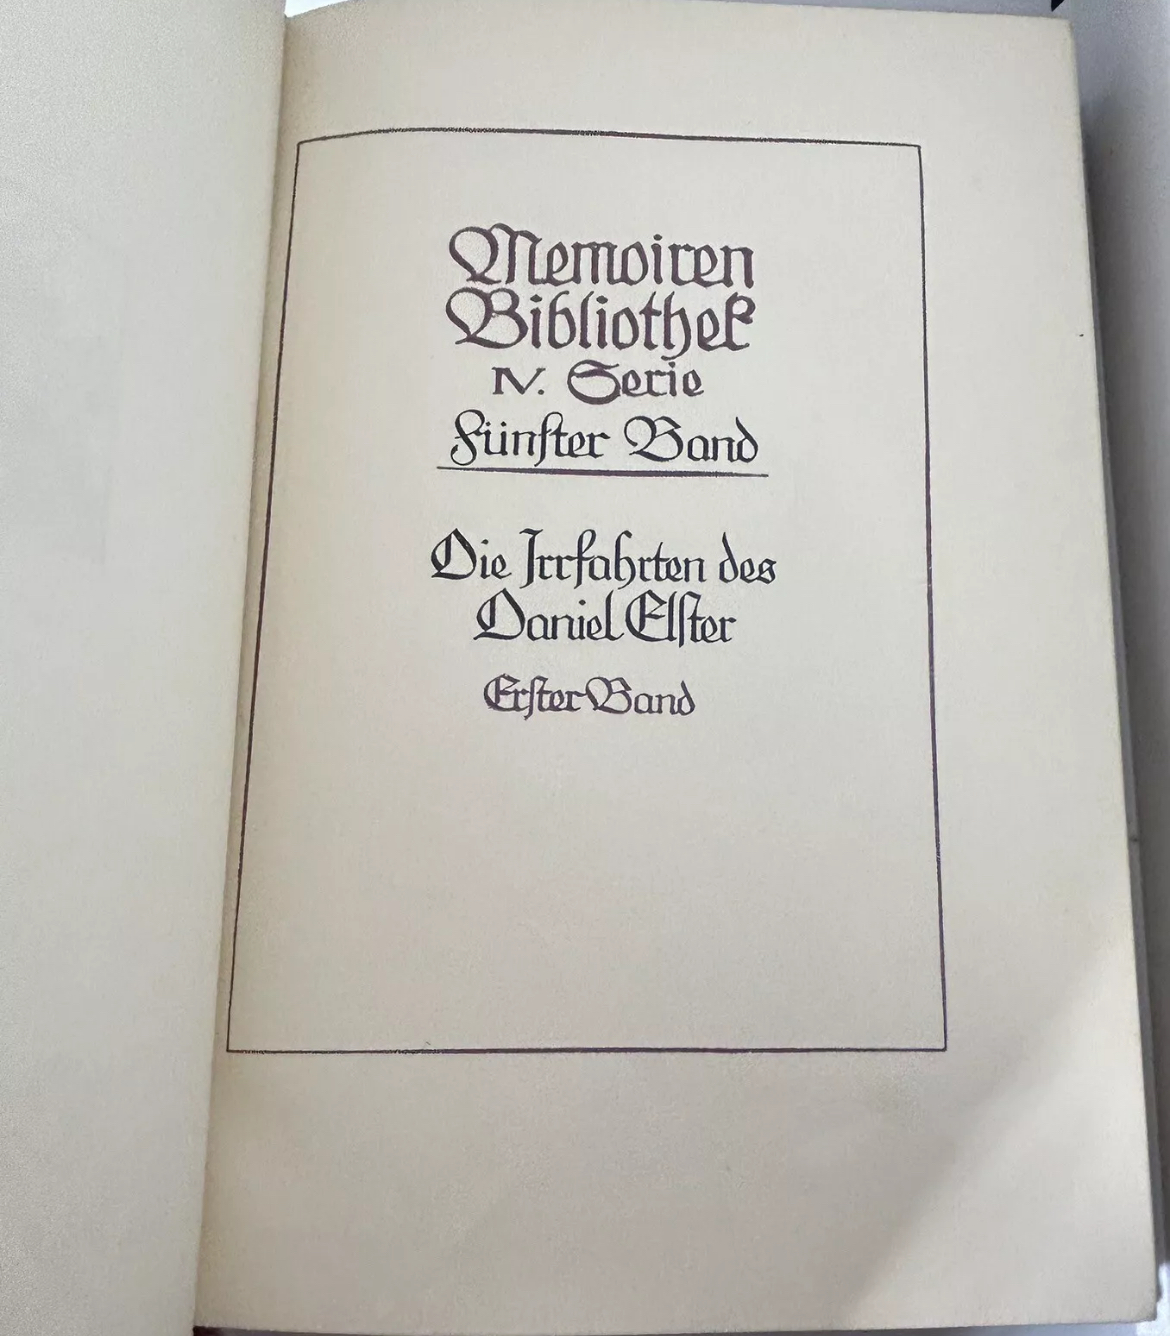 Memoiren
Bibliothek
IV. Serie
Fünfter Band
Die Irrfahrten des
Daniel Elster
Erster Band